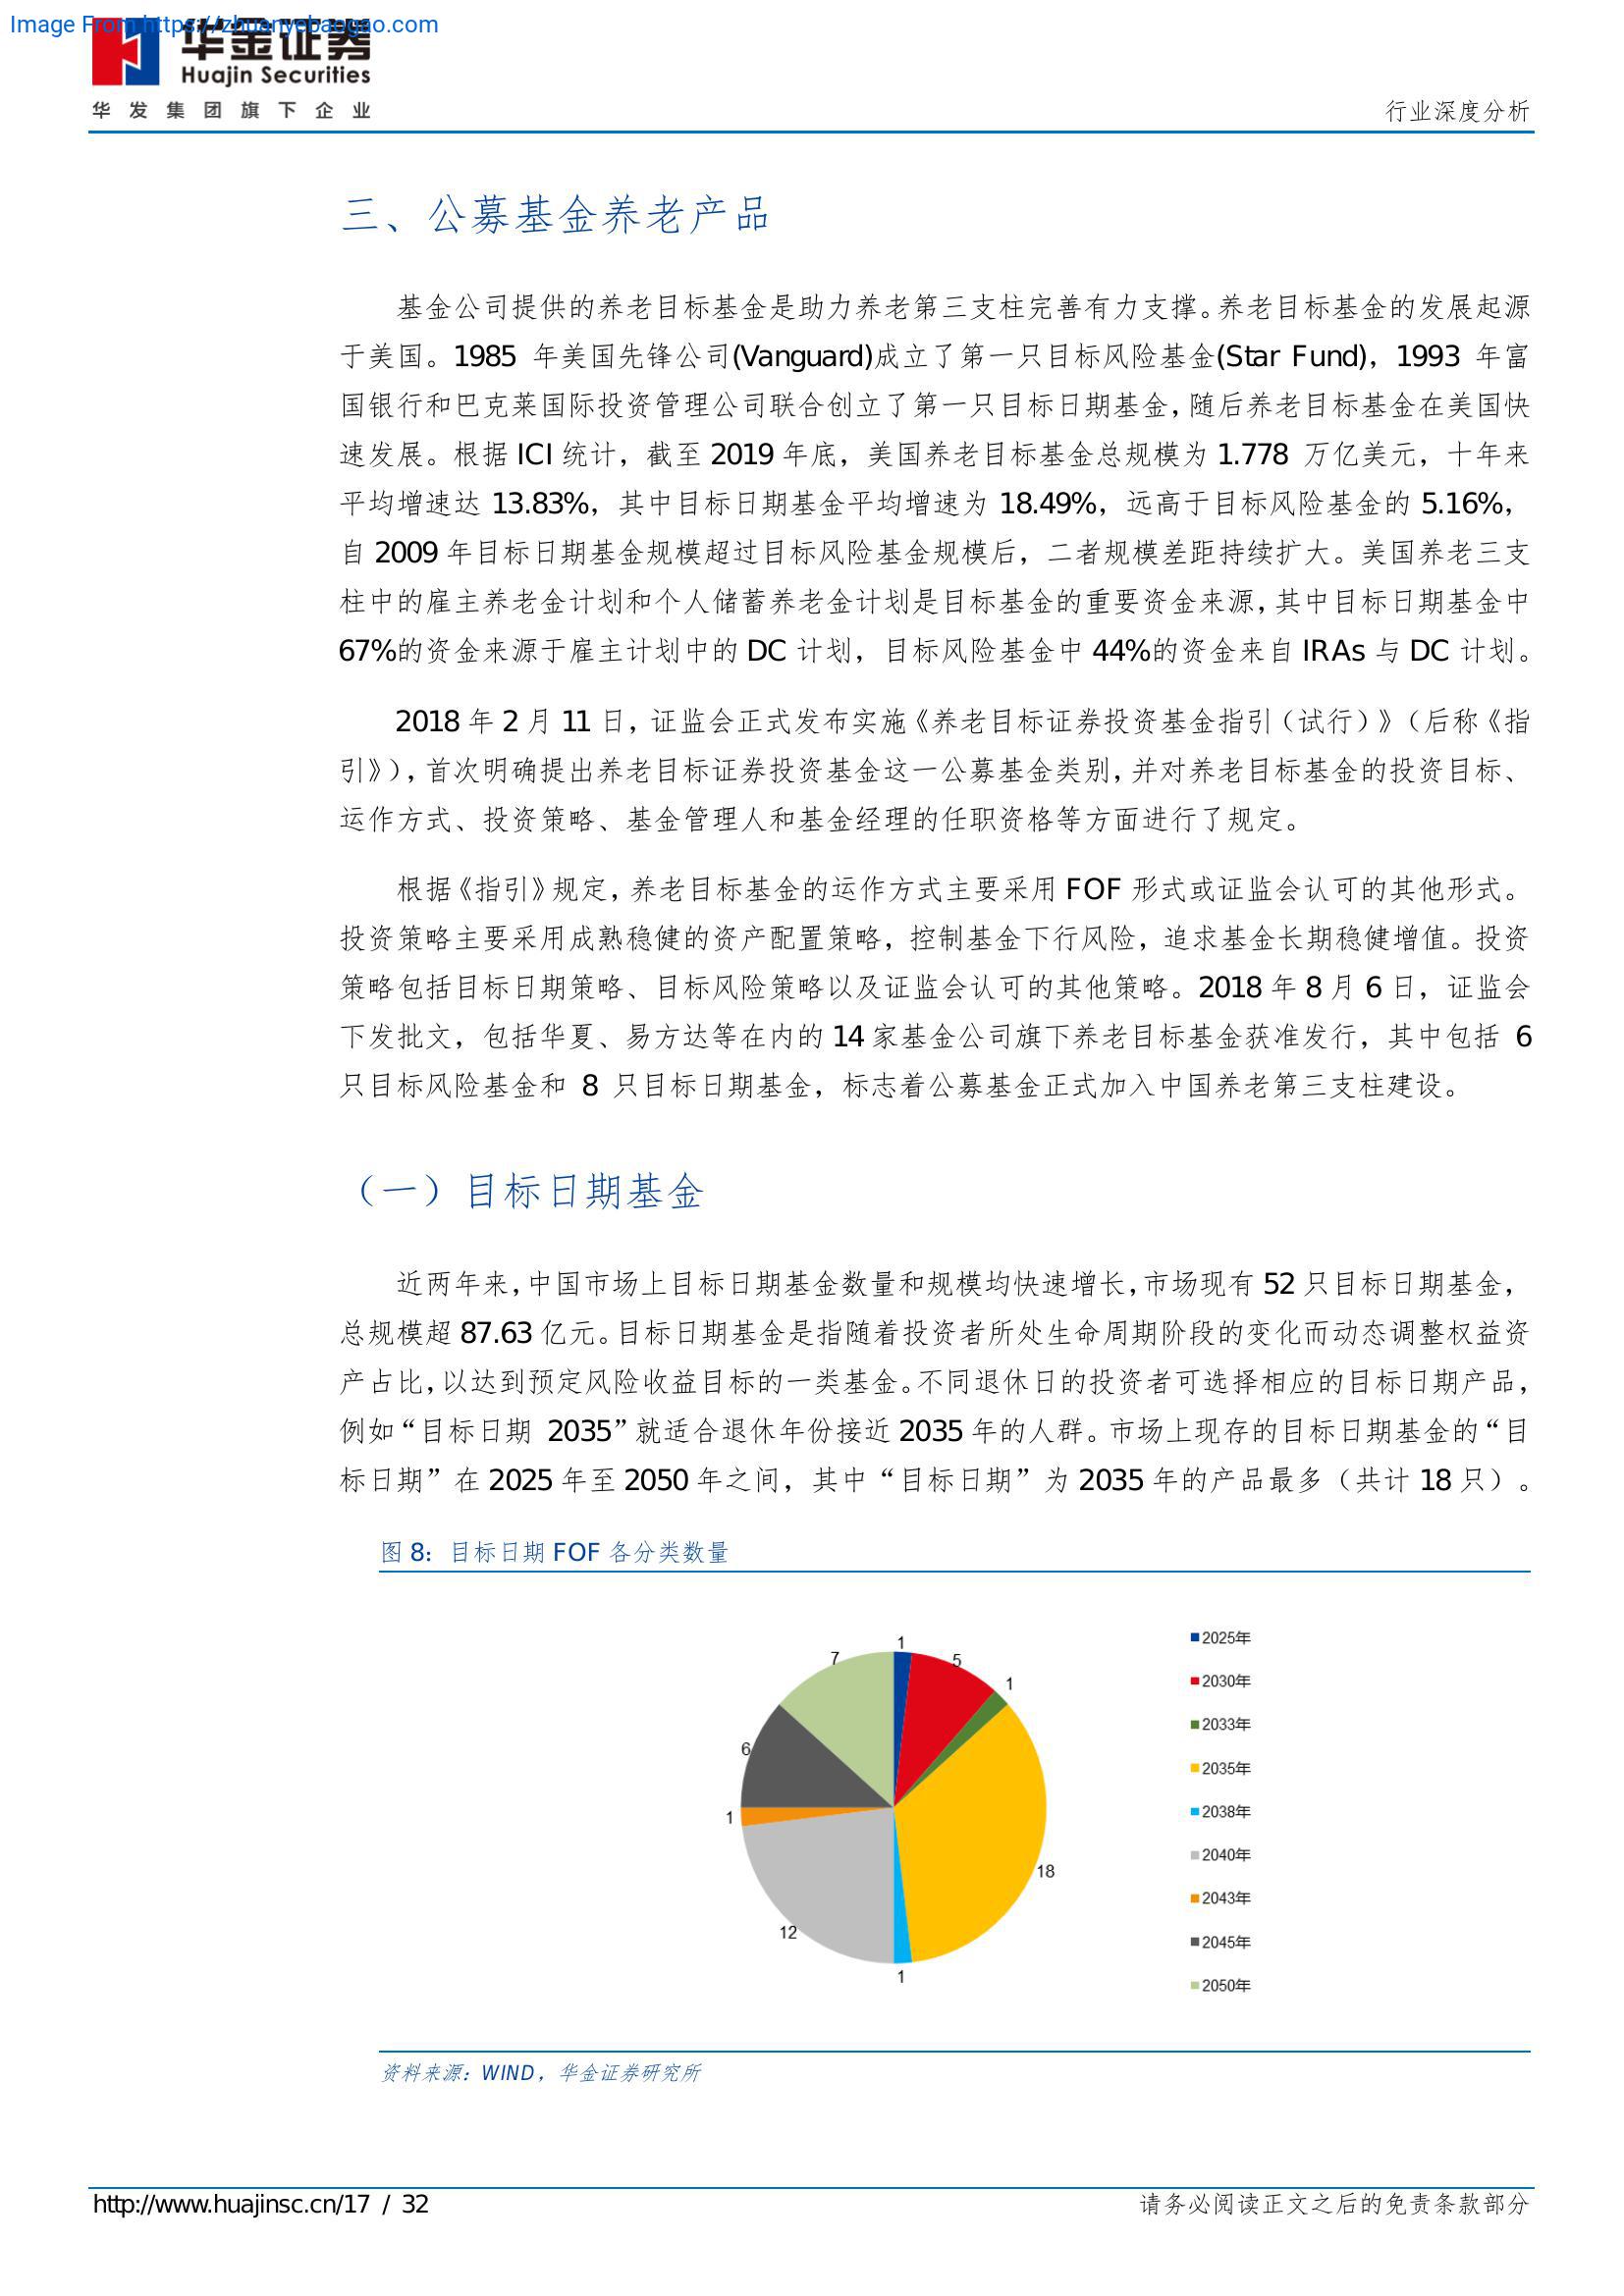 Image From https://zhuanyebaogao.com
华金证券
Huajin Securities
华发集团旗下企业
行业深度分析
三、公募基金养老产品
基金公司提供的养老目标基金是助力养老第三支柱完善有力支撑。养老目标基金的发展起源
于美国。1985 年美国先锋公司(Vanguard)成立了第一只目标风险基金(Star Fund)，1993 年富
国银行和巴克莱国际投资管理公司联合创立了第一只目标日期基金，随后养老目标基金在美国快
速发展。根据 ICI 统计，截至 2019 年底，美国养老目标基金总规模为 1.778 万亿美元，十年来
平均增速达 13.83%，其中目标日期基金平均增速为 18.49%，远高于目标风险基金的 5.16%，
自 2009 年目标日期基金规模超过目标风险基金规模后，二者规模差距持续扩大。美国养老三支
柱中的雇主养老金计划和个人储蓄养老金计划是目标基金的重要资金来源，其中目标日期基金中
67%的资金来源于雇主计划中的 DC 计划，目标风险基金中 44%的资金来自 IRAs 与 DC 计划。
2018 年 2 月 11 日，证监会正式发布实施《养老目标证券投资基金指引（试行）》（后称《指
引》），首次明确提出养老目标证券投资基金这一公募基金类别，并对养老目标基金的投资目标、
运作方式、投资策略、基金管理人和基金经理的任职资格等方面进行了规定。
根据《指引》规定，养老目标基金的运作方式主要采用 FOF 形式或证监会认可的其他形式。
投资策略主要采用成熟稳健的资产配置策略，控制基金下行风险，追求基金长期稳健增值。投资
策略包括目标日期策略、目标风险策略以及证监会认可的其他策略。2018 年 8 月 6 日，证监会
下发批文，包括华夏、易方达等在内的 14 家基金公司旗下养老目标基金获准发行，其中包括 6
只目标风险基金和 8 只目标日期基金，标志着公募基金正式加入中国养老第三支柱建设。
（一）目标日期基金
近两年来，中国市场上目标日期基金数量和规模均快速增长，市场现有 52 只目标日期基金，
总规模超 87.63 亿元。目标日期基金是指随着投资者所处生命周期阶段的变化而动态调整权益资
产占比，以达到预定风险收益目标的一类基金。不同退休日的投资者可选择相应的目标日期产品，
例如“目标日期 2035”就适合退休年份接近 2035 年的人群。市场上现存的目标日期基金的“目
标日期”在 2025 年至 2050 年之间，其中“目标日期”为 2035 年的产品最多（共计 18 只）。
图 8：目标日期 FOF 各分类数量
1
5
1
18
1
12
1
6
7
2025年
2030年
2033年
2035年
2038年
2040年
2043年
2045年
2050年
资料来源：WIND，华金证券研究所
http://www.huajinsc.cn/17 / 32
请务必阅读正文之后的免责条款部分